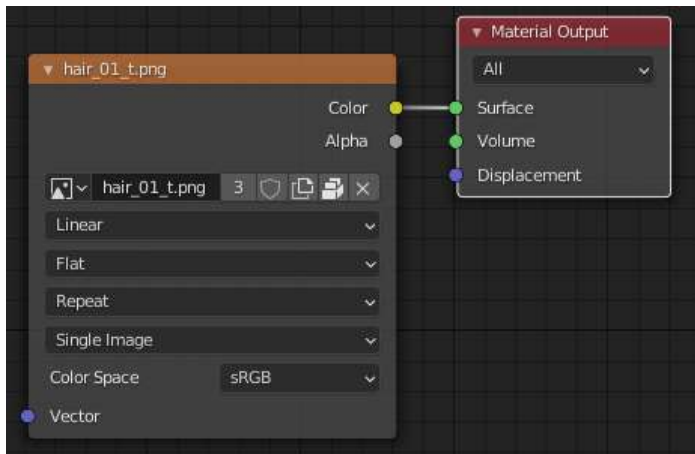 hair_01_t.png
Color
Alpha
hair_01_t.png 3
Linear
Flat
Repeat
Single Image
Color Space sRGB
Vector
Material Output
All
Surface
Volume
Displacement